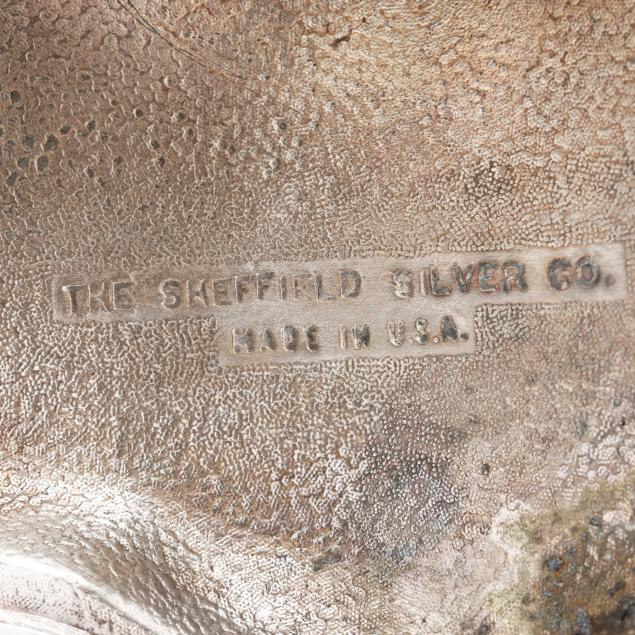 THE SHEFFIELD SILVER CO.
MADE IN U.S.A.